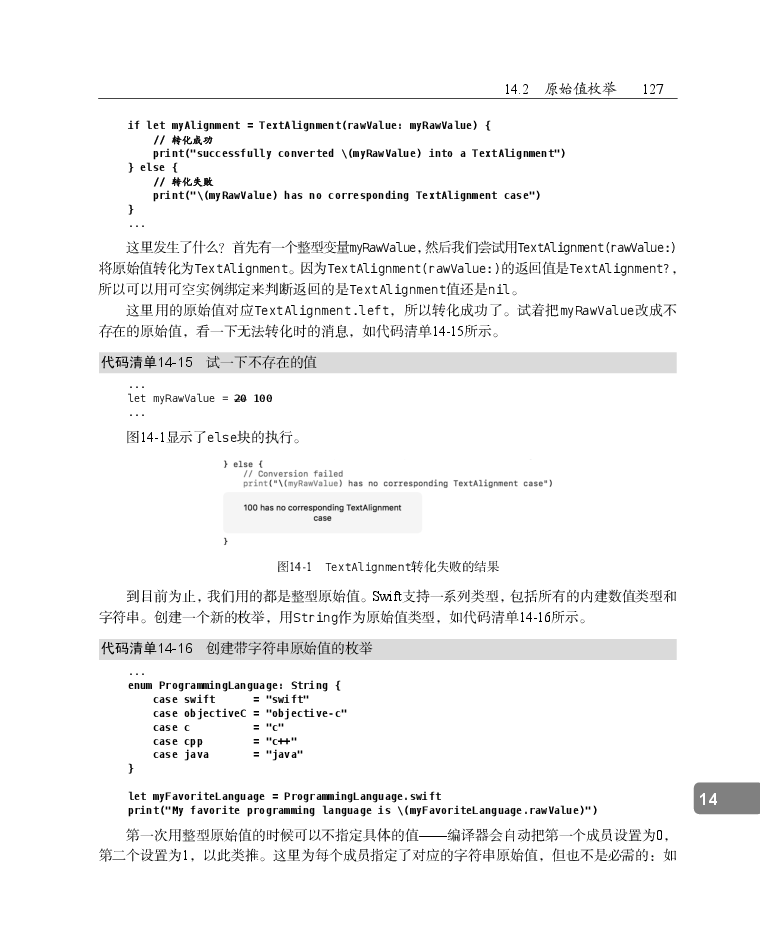 14.2 原始值枚举 127
if let myAlignment = TextAlignment(rawValue: myRawValue) {
// 转化成功
print("successfully converted \(myRawValue) into a TextAlignment")
} else {
// 转化失败
print("\(myRawValue) has no corresponding TextAlignment case")
}
...
这里发生了什么？首先有一个整型变量myRawValue，然后我们尝试用TextAlignment(rawValue:)
将原始值转化为TextAlignment。因为TextAlignment(rawValue:)的返回值是TextAlignment?，
所以可以用可空实例绑定来判断返回的是TextAlignment值还是nil。
这里用的原始值对应TextAlignment.left，所以转化成功了。试着把myRawValue改成不
存在的原始值，看一下无法转化时的消息，如代码清单14-15所示。
代码清单14-15 试一下不存在的值
...
let myRawValue = 20 100
...
图14-1显示了else块的执行。
} else {
// Conversion failed
print("\(myRawValue) has no corresponding TextAlignment case")
100 has no corresponding TextAlignment
case
}
图14-1 TextAlignment转化失败的结果
到目前为止，我们用的都是整型原始值。Swift支持一系列类型，包括所有的内建数值类型和
字符串。创建一个新的枚举，用String作为原始值类型，如代码清单14-16所示。
代码清单14-16 创建带字符串原始值的枚举
...
enum ProgrammingLanguage: String {
case swift = "swift"
case objectiveC = "objective-c"
case c = "c"
case cpp = "c++"
case java = "java"
}
let myFavoriteLanguage = ProgrammingLanguage.swift
print("My favorite programming language is \(myFavoriteLanguage.rawValue)")
14
第一次用整型原始值的时候可以不指定具体的值——编译器会自动把第一个成员设置为0，
第二个设置为1，以此类推。这里为每个成员指定了对应的字符串原始值，但也不是必需的：如